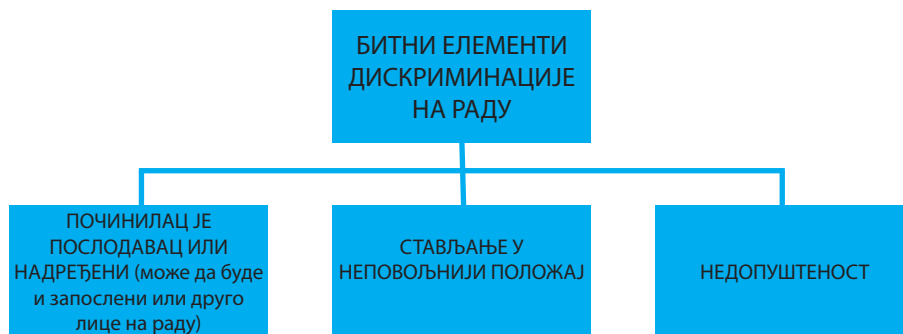 БИТНИ ЕЛЕМЕНТИ
ДИСКРИМИНАЦИЈЕ
НА РАДУ
ПОЧИНИЛАЦ ЈЕ
ПОСЛОДАВАЦ ИЛИ
НАДРЕЂЕНИ (може да буде
и запослени или друго
лице на раду)
СТАВЉАЊЕ У
НЕПОВОЉНИЈИ ПОЛОЖАЈ
НЕДОПУШТЕНОСТ